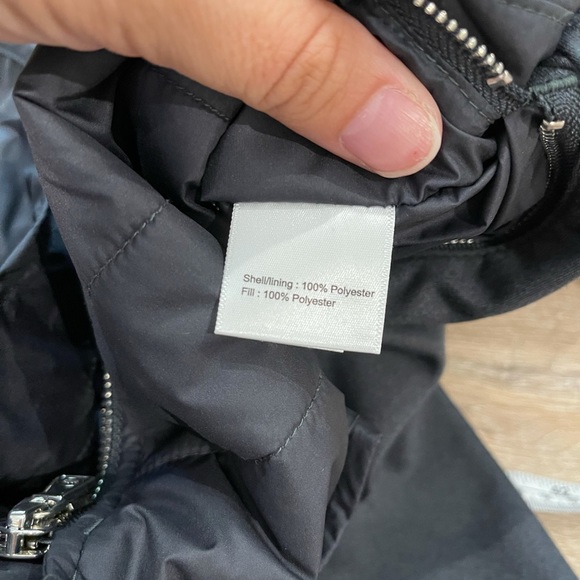 Shell/lining : 100% Polyester
Fill : 100% Polyester